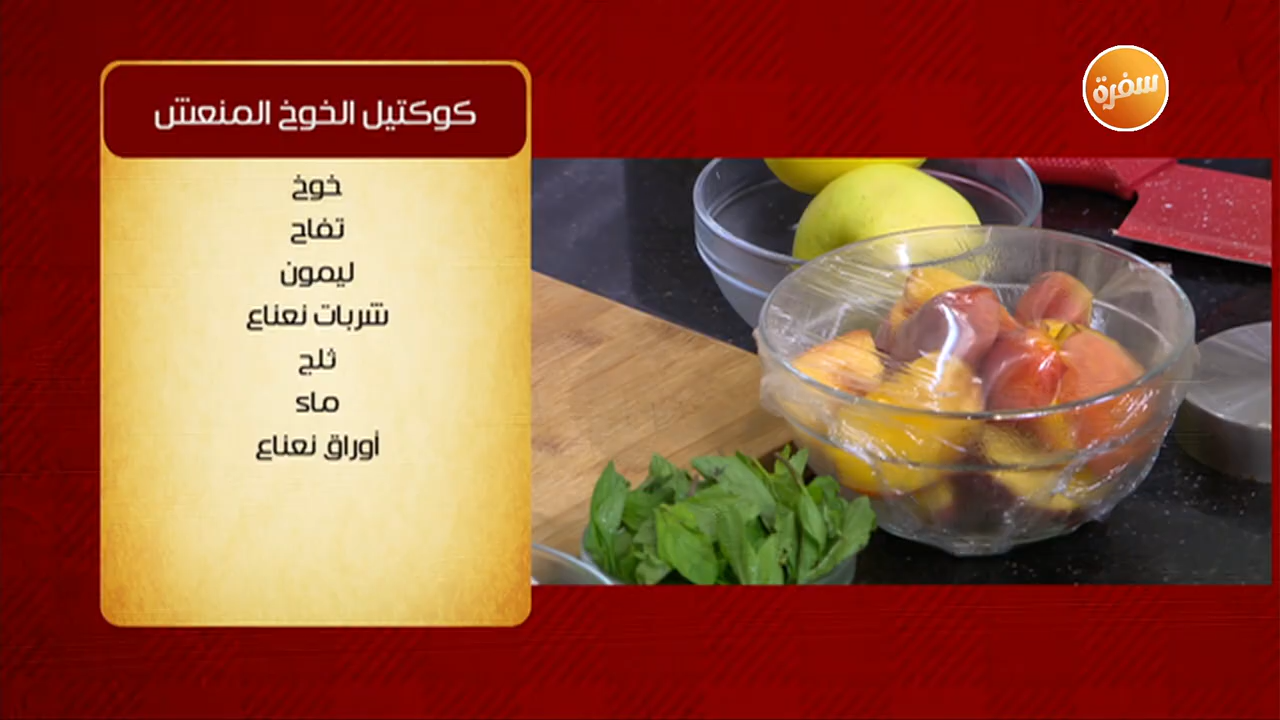 سفرة
كوكتيل الخوخ المنعش
خوخ
تفاح
ليمون
شربات نعناع
ثلج
ماء
أوراق نعناع